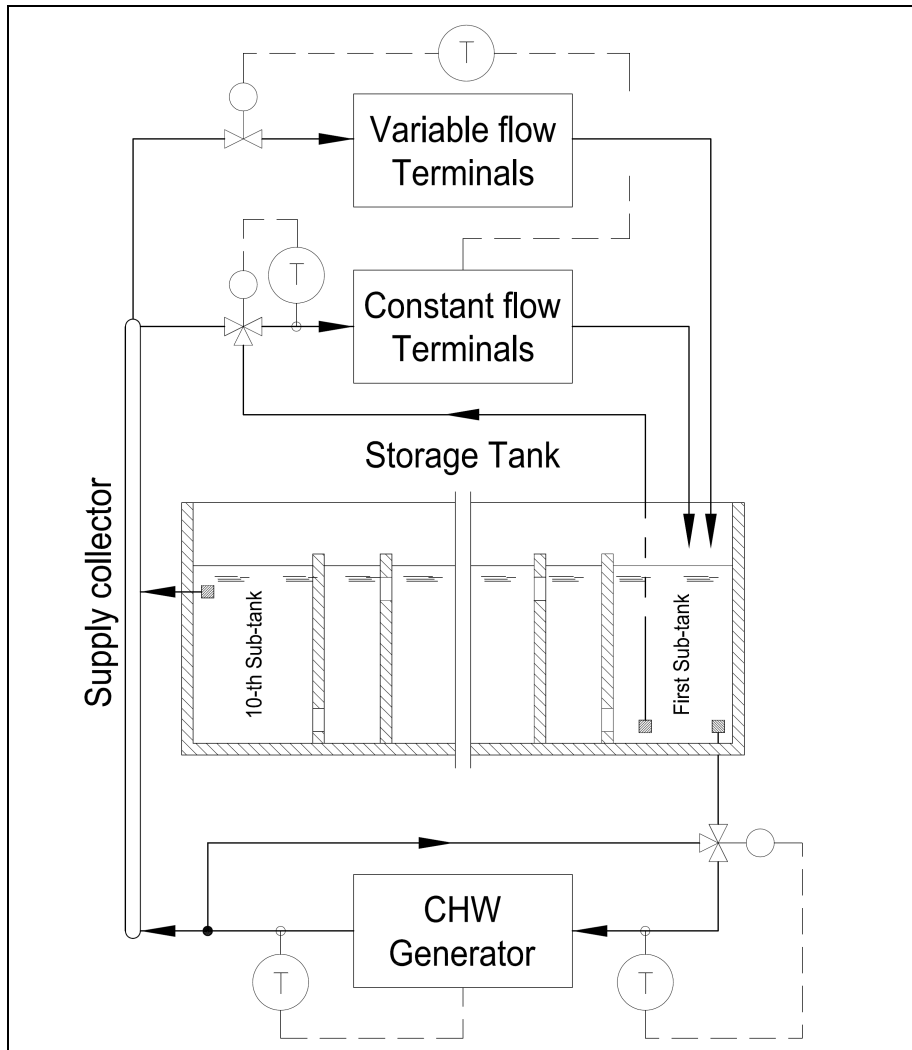 T
Variable flow
Terminals
T
Constant flow
Terminals
Storage Tank
Supply collector
10-th Sub-tank
First Sub-tank
CHW
Generator
T
T